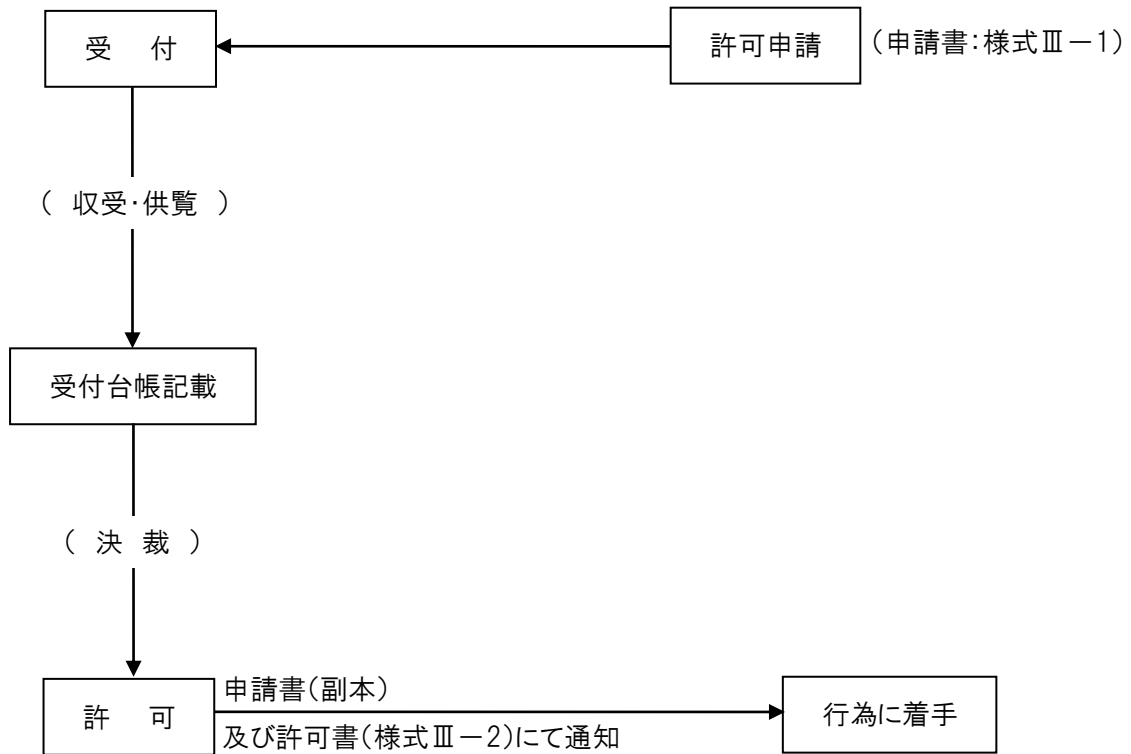 受　付
許可申請
（申請書：様式Ⅲ－1）
（　収受・供覧　）
受付台帳記載
（　決　裁　）
許　可
申請書（副本）
及び許可書（様式Ⅲ－2）にて通知
行為に着手